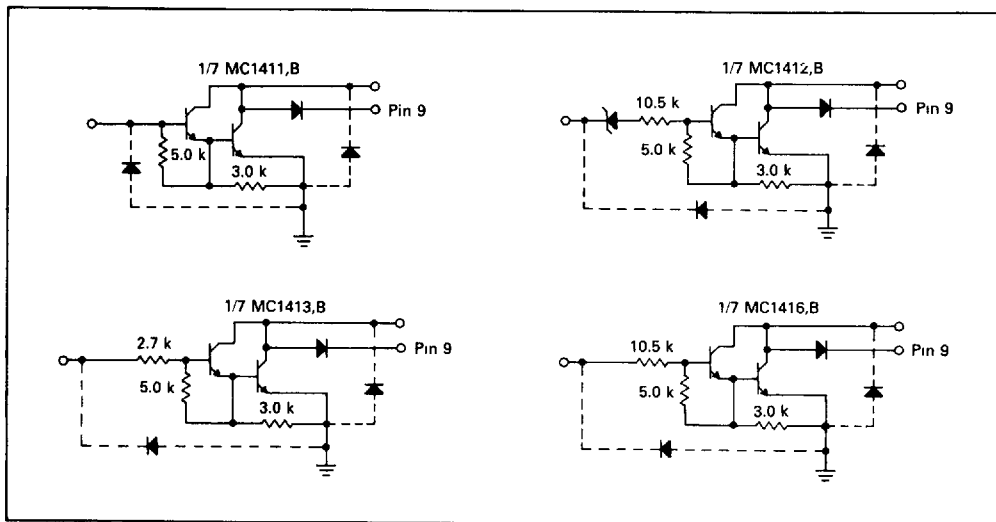 1/7 MC1411,B
Pin 9
5.0 k
3.0 k
1/7 MC1412,B
10.5 k
Pin 9
5.0 k
3.0 k
1/7 MC1413,B
2.7 k
Pin 9
5.0 k
3.0 k
1/7 MC1416,B
10.5 k
Pin 9
5.0 k
3.0 k